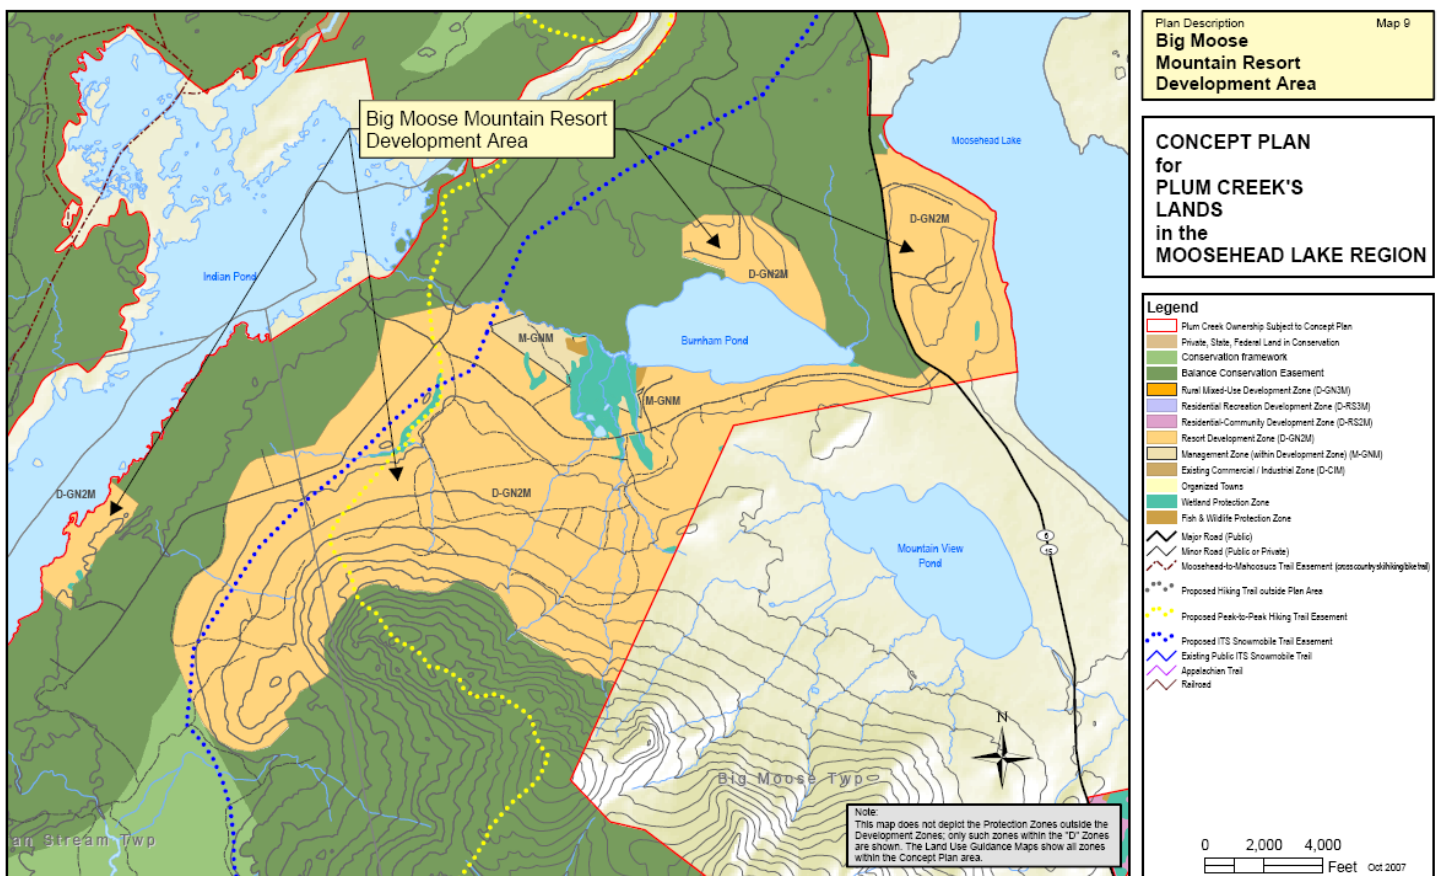 Plan Description Map 9
Big Moose
Mountain Resort
Development Area
CONCEPT PLAN
for
PLUM CREEK'S
LANDS
in the
MOOSEHEAD LAKE REGION
Big Moose Mountain Resort
Development Area
Moosehead Lake
D-GN2M
D-GN2M
Indian Pond
M-GNM
Burnham Pond
M-GNM
D-GN2M
D-GN2M
6
15
Mountain View
Pond
N
Big Moose Twp
an Stream Twp
Note:
This map does not depict the Protection Zones outside the
Development Zones; only such zones within the "D" Zones
are shown. The Land Use Guidance Maps show all zones
within the Concept Plan area.
Legend
Plum Creek Ownership Subject to Concept Plan
Private, State, Federal Land in Conservation
Conservation framework
Balance Conservation Easement
Rural Mixed-Use Development Zone (D-GN3M)
Residential Recreation Development Zone (D-RS3M)
Residential-Community Development Zone (D-RS2M)
Resort Development Zone (D-GN2M)
Management Zone (within Development Zone) (M-GNM)
Existing Commercial / Industrial Zone (D-CIM)
Organized Towns
Wetland Protection Zone
Fish & Wildlife Protection Zone
Major Road (Public)
Minor Road (Public or Private)
Moosehead-to-Mahoosucs Trail Easement (crosscountryski/hiking/biketrail)
Proposed Hiking Trail outside Plan Area
Proposed Peak-to-Peak Hiking Trail Easement
Proposed ITS Snowmobile Trail Easement
Existing Public ITS Snowmobile Trail
Appalachian Trail
Railroad
0 2,000 4,000
Feet Oct 2007